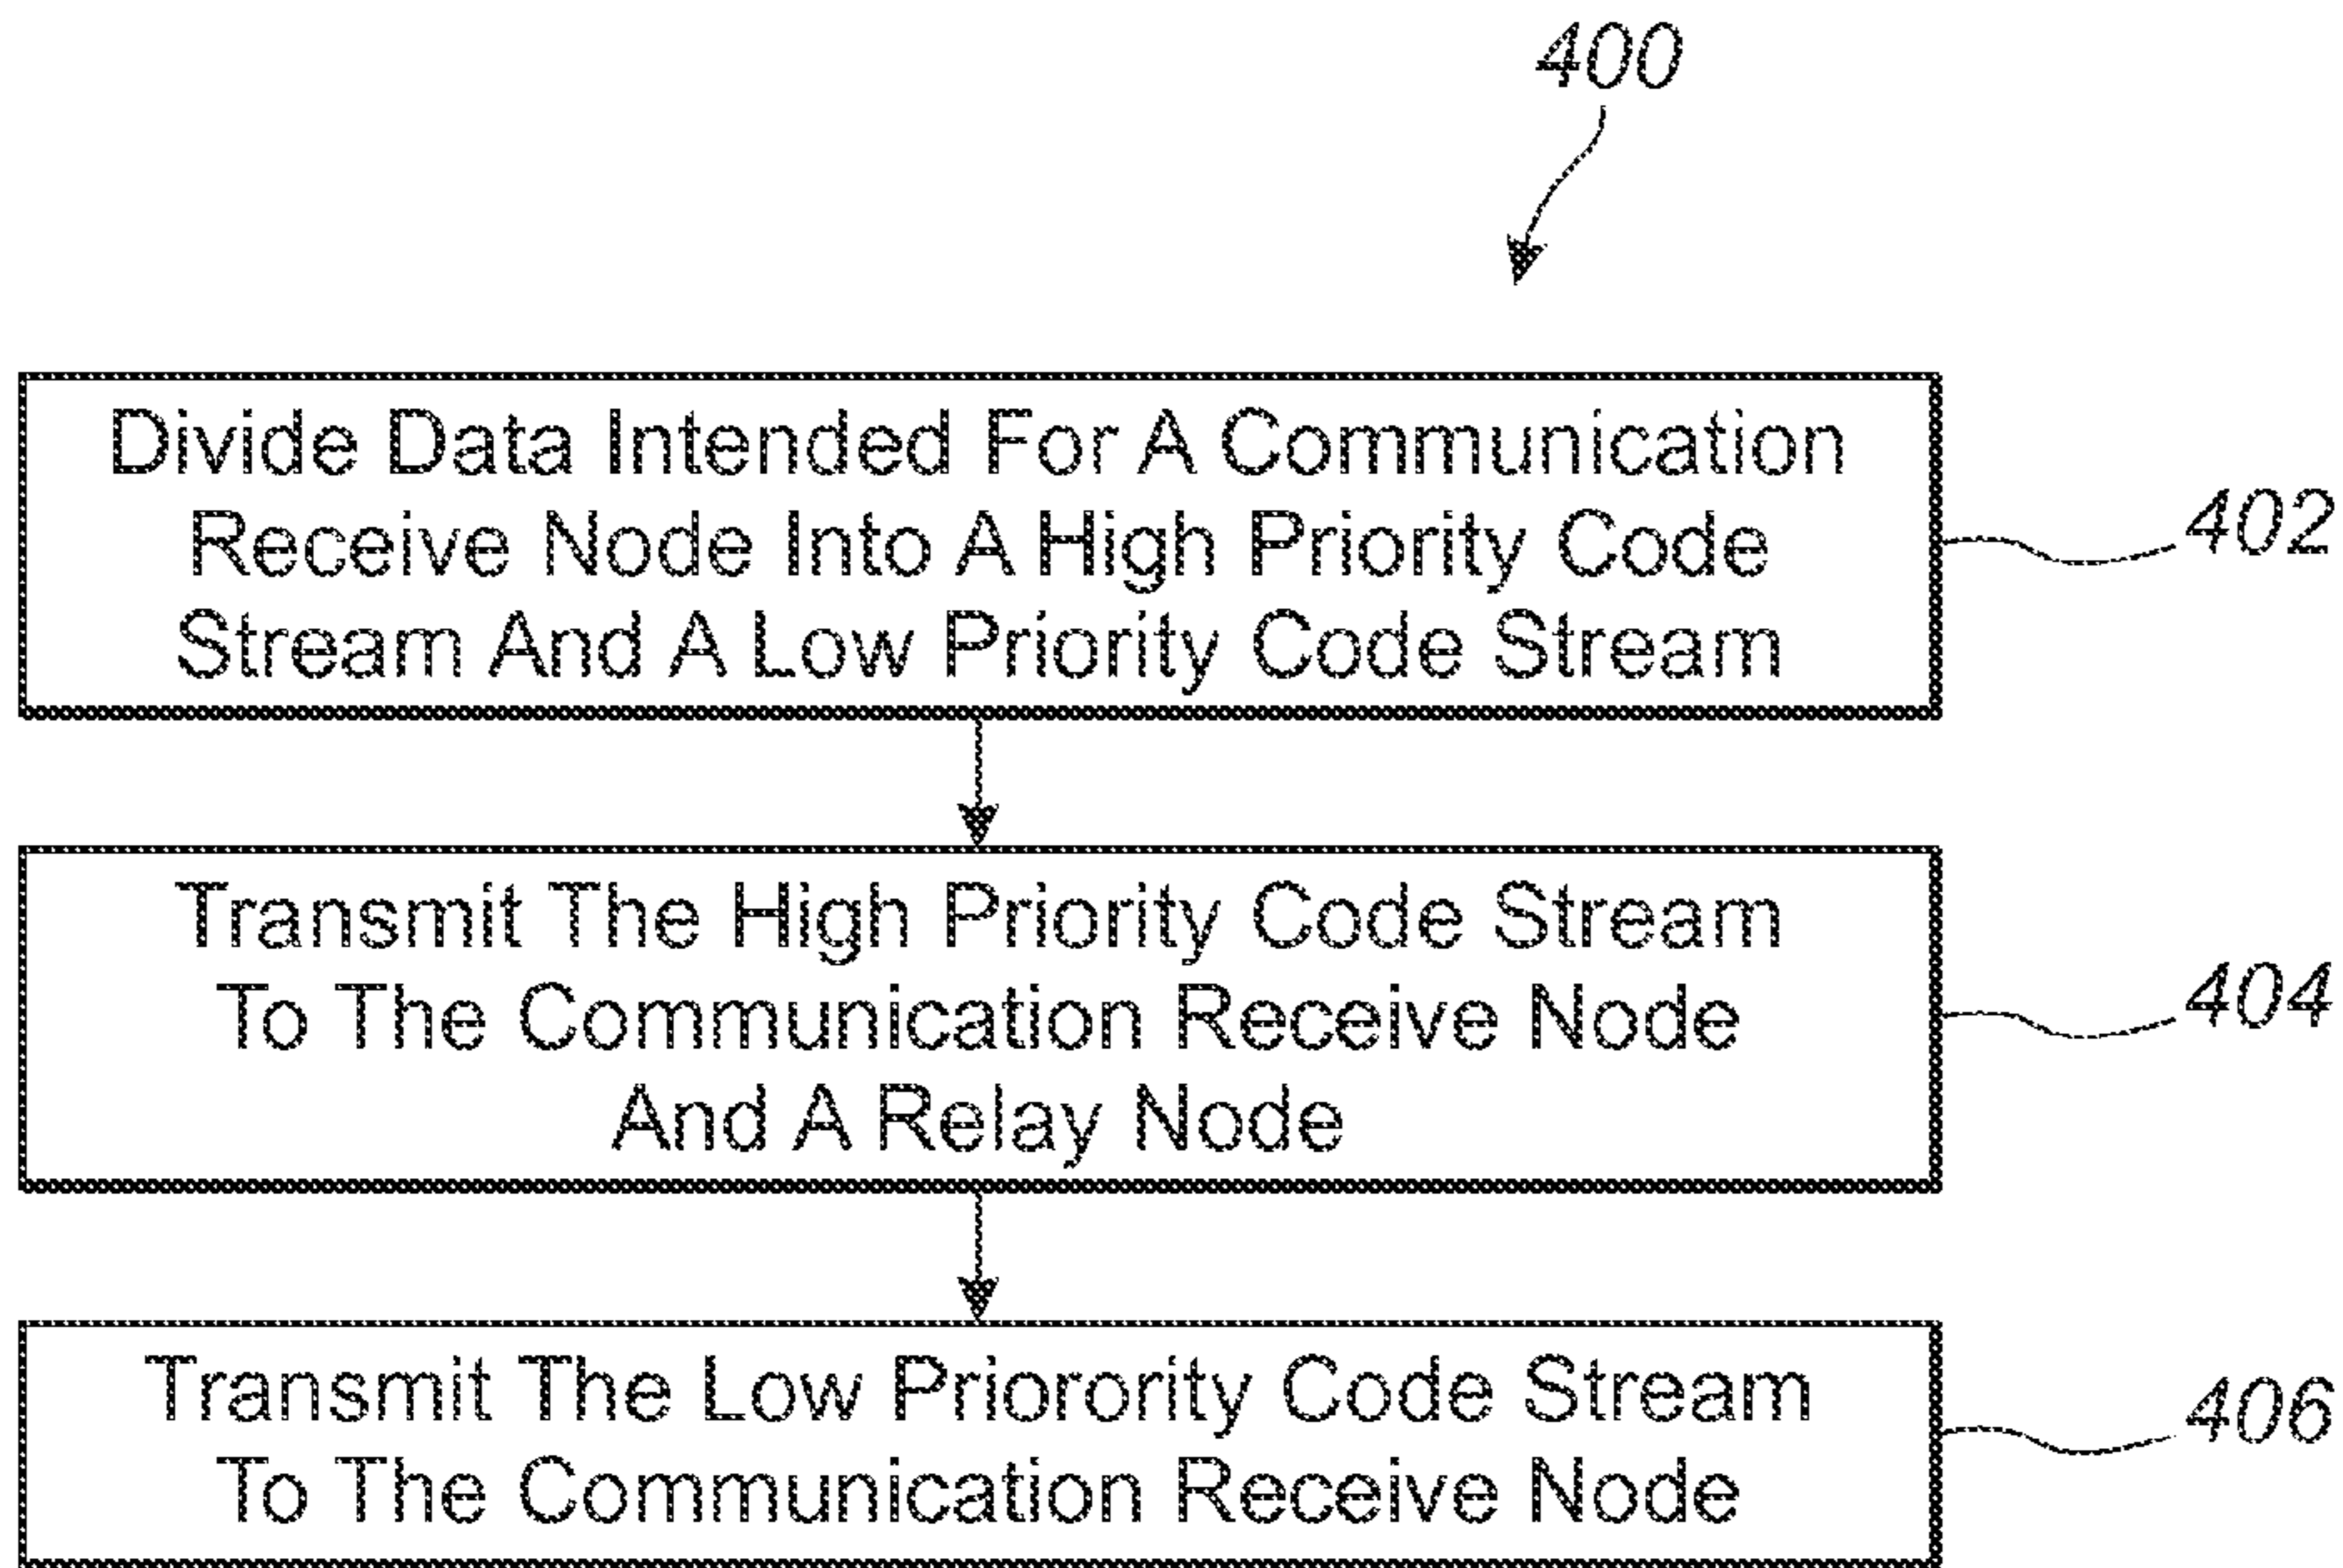 400
Divide Data Intended For A Communication
Receive Node Into A High Priority Code
Stream And A Low Priority Code Stream
402
Transmit The High Priority Code Stream
To The Communication Receive Node
And A Relay Node
404
Transmit The Low Priorority Code Stream
To The Communication Receive Node
406